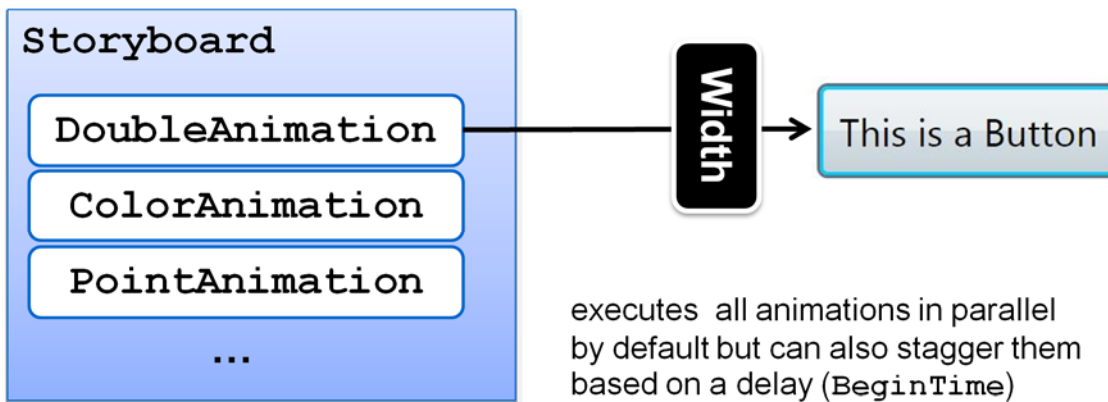 Storyboard
DoubleAnimation
ColorAnimation
PointAnimation
...
Width
This is a Button
executes all animations in parallel
by default but can also stagger them
based on a delay (BeginTime)